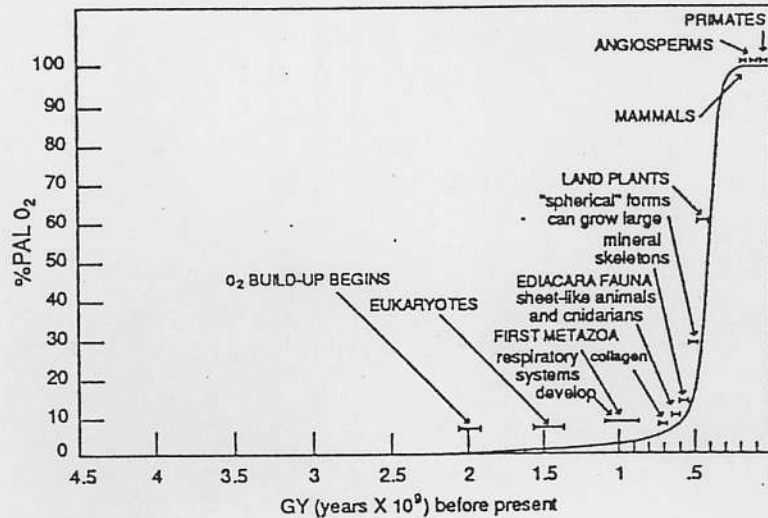 PRIMATES
ANGIOSPERMS
MAMMALS
LAND PLANTS
"spherical" forms
can grow large
mineral
skeletons
O₂ BUILD-UP BEGINS
EDIACARA FAUNA
EUKARYOTES
sheet-like animals
and cnidarians
FIRST METAZOA
respiratory collagen
systems
develop
%PAL O₂
100
90
80
70
60
50
40
30
20
10
0
4.5 4 3.5 3 2.5 2 1.5 1 .5
GY (years X 10⁹) before present